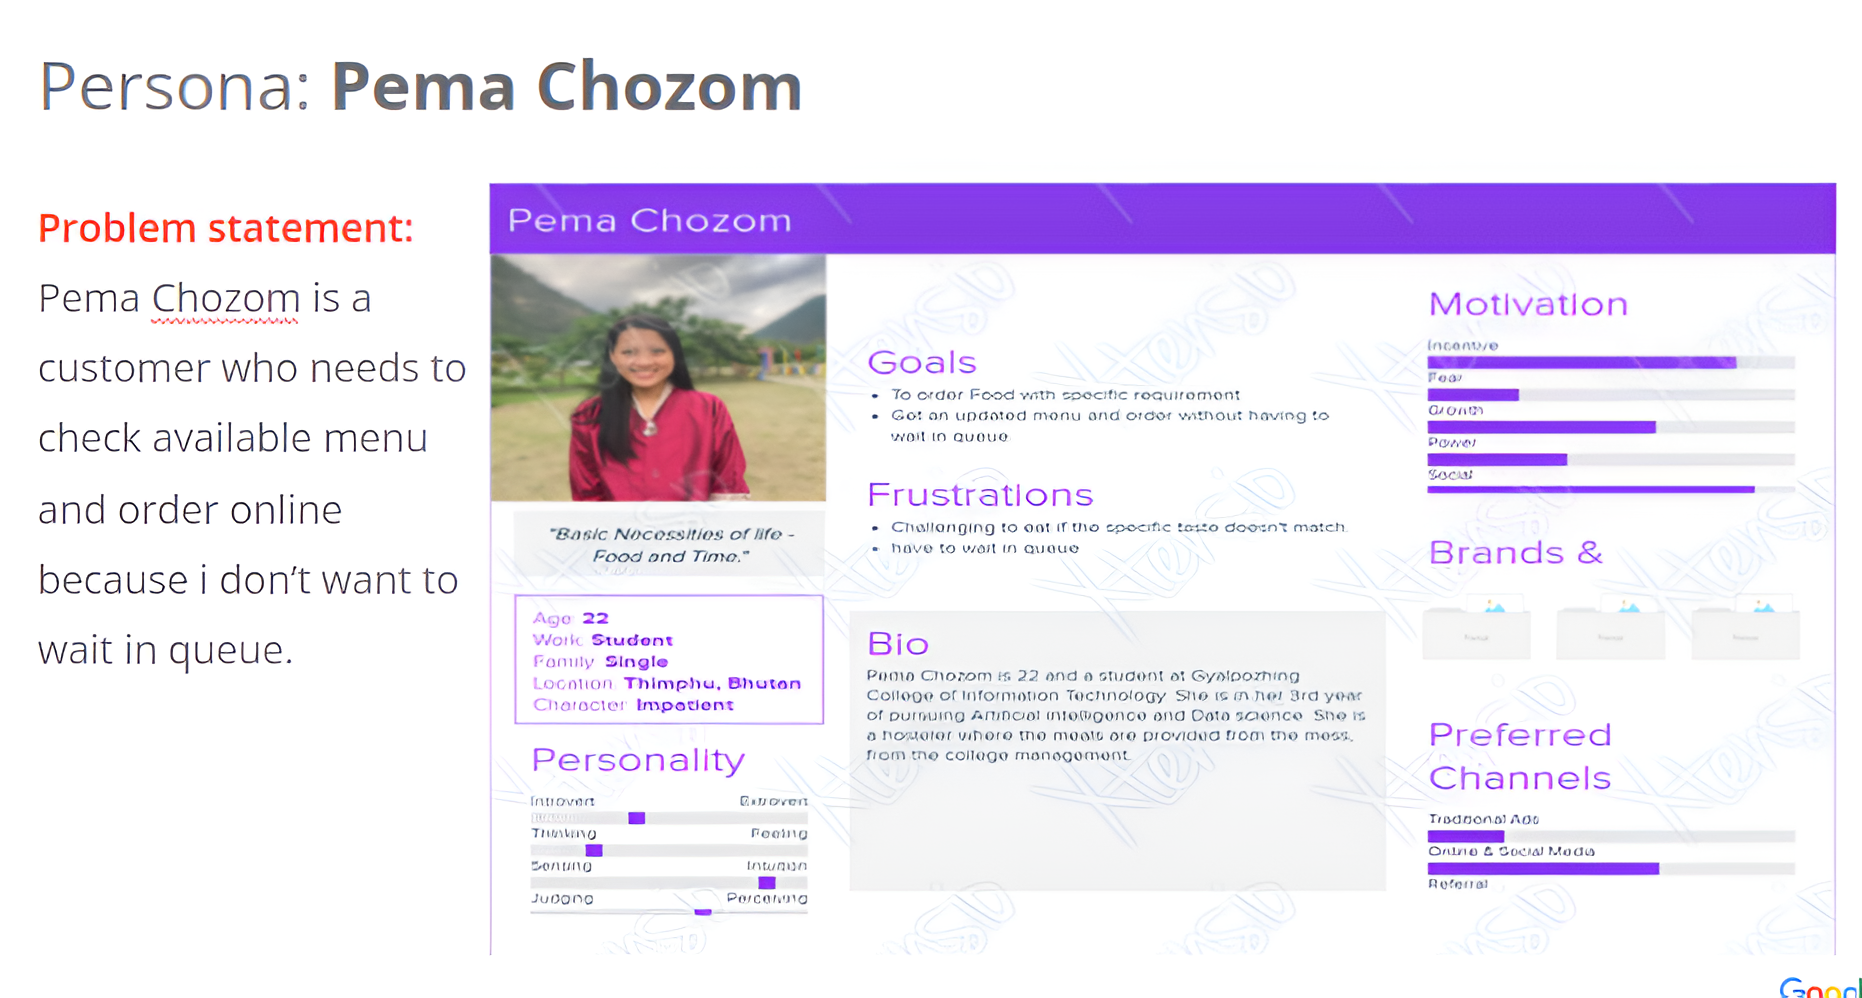 Persona: Pema Chozom
Problem statement:
Pema Chozom is a
customer who needs to
check available menu
and order online
because i don't want to
wait in queue.
Pema Chozom
"Basic Necessities of life -
Food and Time."
Age: 22
Work: Student
Family: Single
Location: Thimphu, Bhutan
Character: Impatient
Personality
Introvert Extrovert
Thinking Feeling
Sensing Intuition
Judging Perceiving
Goals
• To order Food with specific requirement
• Get an updated menu and order without having to
wait in queue
Frustrations
• Challenging to eat if the specific taste doesn't match.
• have to wait in queue
Bio
Pema Chozom is 22 and a student at Gyalpozhing
College of Information Technology. She is in her 3rd year
of pursuing Artificial intelligence and Data science. She is
a hosteler where the meals are provided from the mess,
from the college management.
Motivation
Incentive
Fear
Growth
Power
Social
Brands &
Preferred
Channels
Traditional Ads
Online & Social Media
Referral
Xtensio